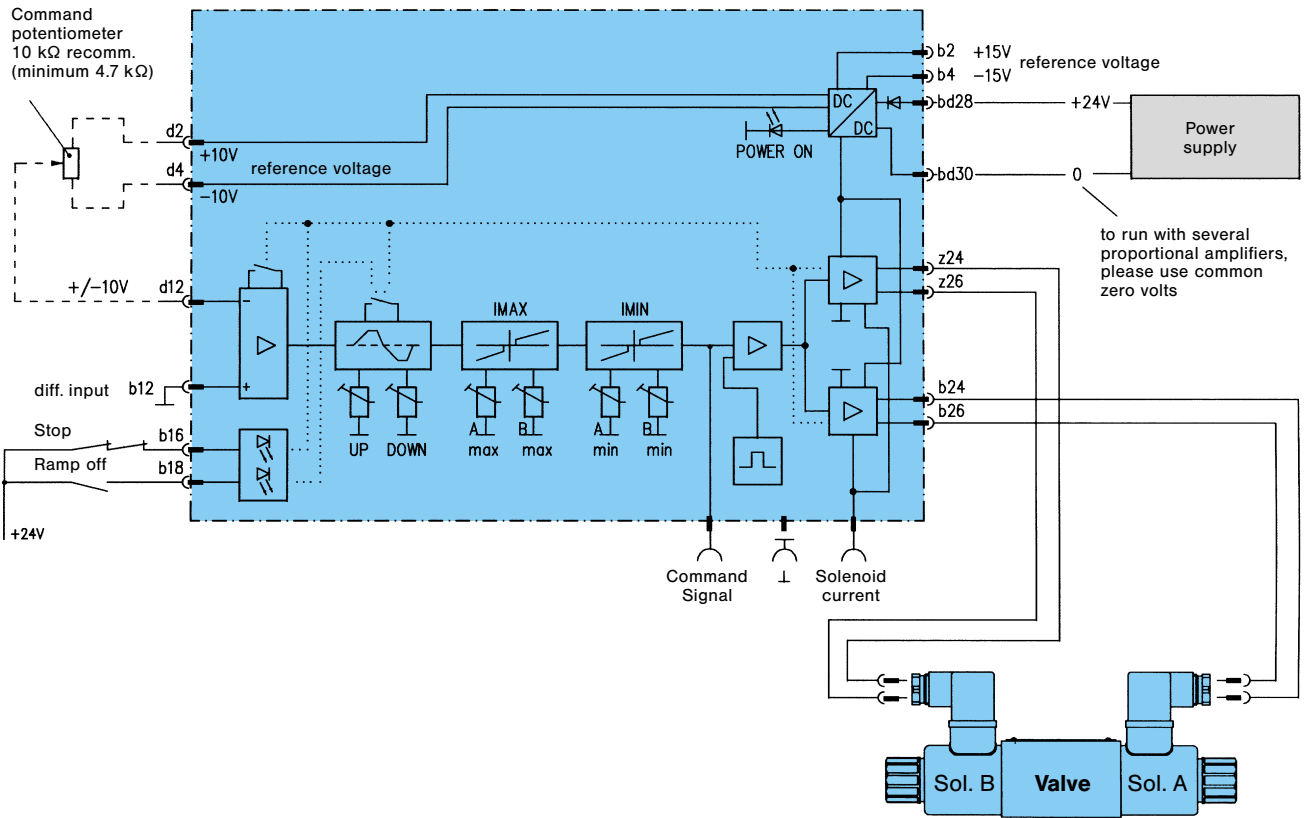 Command
potentiometer
10 kΩ recomm.
(minimum 4.7 kΩ)
d2
+10V
reference voltage
d4
−10V
+/−10V
d12
−
+
diff. input
b12
Stop
b16
Ramp off
b18
+24V
UP
DOWN
IMAX
A
max
B
max
IMIN
A
min
B
min
POWER ON
DC
DC
b2
+15V
reference voltage
b4
−15V
bd28
+24V
bd30
0
Power
supply
to run with several
proportional amplifiers,
please use common
zero volts
z24
z26
b24
b26
Command
Signal
⊥
Solenoid
current
Sol. B
Valve
Sol. A